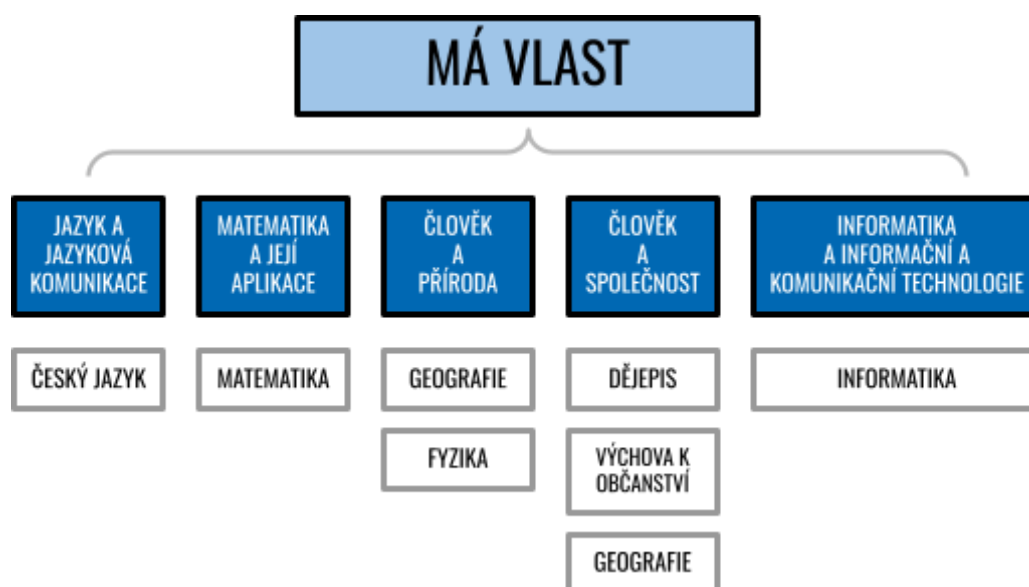 MÁ VLAST
JAZYK A
JAZYKOVÁ
KOMUNIKACE
MATEMATIKA
A JEJÍ
APLIKACE
ČLOVĚK
A
PŘÍRODA
ČLOVĚK
A
SPOLEČNOST
INFORMATIKA
A INFORMAČNÍ A
KOMUNIKAČNÍ TECHNOLOGIE
ČESKÝ JAZYK
MATEMATIKA
GEOGRAFIE
DĚJEPIS
INFORMATIKA
FYZIKA
VÝCHOVA K
OBČANSTVÍ
GEOGRAFIE